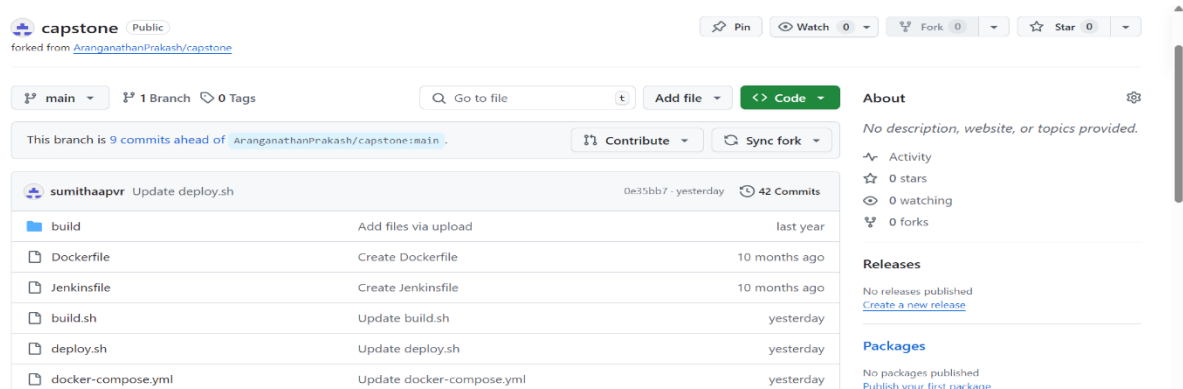 capstone Public
Pin Watch 0 Fork 0 Star 0
forked from AranganathanPrakash/capstone
main 1 Branch 0 Tags Go to file t Add file <> Code
This branch is 9 commits ahead of AranganathanPrakash/capstone:main . Contribute Sync fork
sumithaapvr Update deploy.sh 0e35bb7 · yesterday 42 Commits
build Add files via upload last year
Dockerfile Create Dockerfile 10 months ago
Jenkinsfile Create Jenkinsfile 10 months ago
build.sh Update build.sh yesterday
deploy.sh Update deploy.sh yesterday
docker-compose.yml Update docker-compose.yml yesterday
About
No description, website, or topics provided.
Activity
0 stars
0 watching
0 forks
Releases
No releases published
Create a new release
Packages
No packages published
Publish your first package